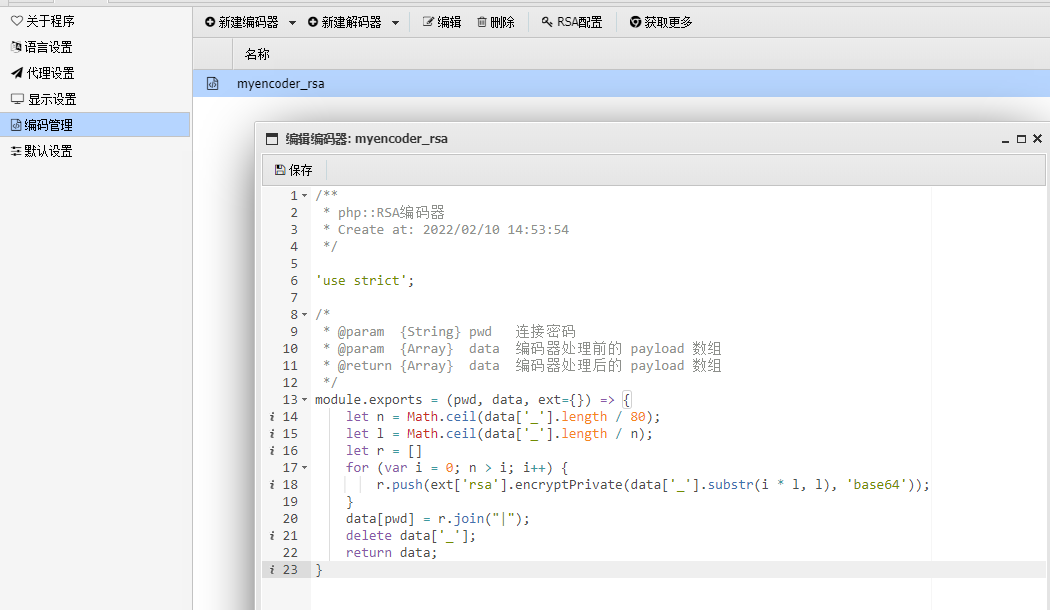 关于程序
语言设置
代理设置
显示设置
编码管理
默认设置
新建编码器 新建解码器 编辑 删除 RSA配置 获取更多
名称
myencoder_rsa
编辑编码器: myencoder_rsa
保存
1 /**
2  * php::RSA编码器
3  * Create at: 2022/02/10 14:53:54
4  */
5
6 'use strict';
7
8 /*
9  * @param  {String} pwd   连接密码
10  * @param  {Array}  data  编码器处理前的 payload 数组
11  * @return {Array}  data  编码器处理后的 payload 数组
12  */
13 module.exports = (pwd, data, ext={}) => {
i 14     let n = Math.ceil(data['_'].length / 80);
i 15     let l = Math.ceil(data['_'].length / n);
i 16     let r = []
17     for (var i = 0; n > i; i++) {
i 18         r.push(ext['rsa'].encryptPrivate(data['_'].substr(i * l, l), 'base64'));
19     }
20     data[pwd] = r.join("|");
i 21     delete data['_'];
22     return data;
i 23 }